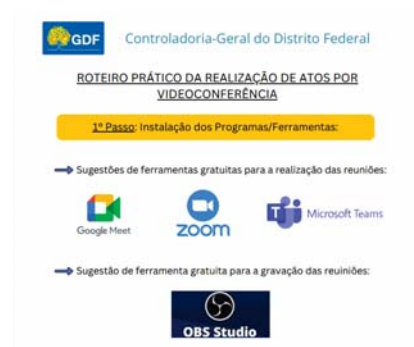 GDF
Controladoria-Geral do Distrito Federal
ROTEIRO PRÁTICO DA REALIZAÇÃO DE ATOS POR
VIDEOCONFERÊNCIA
1º Passo: Instalação dos Programas/Ferramentas:
Sugestões de ferramentas gratuitas para a realização das reuniões:
Google Meet
zoom
Microsoft Teams
Sugestão de ferramenta gratuita para a gravação das reuiniões:
OBS Studio